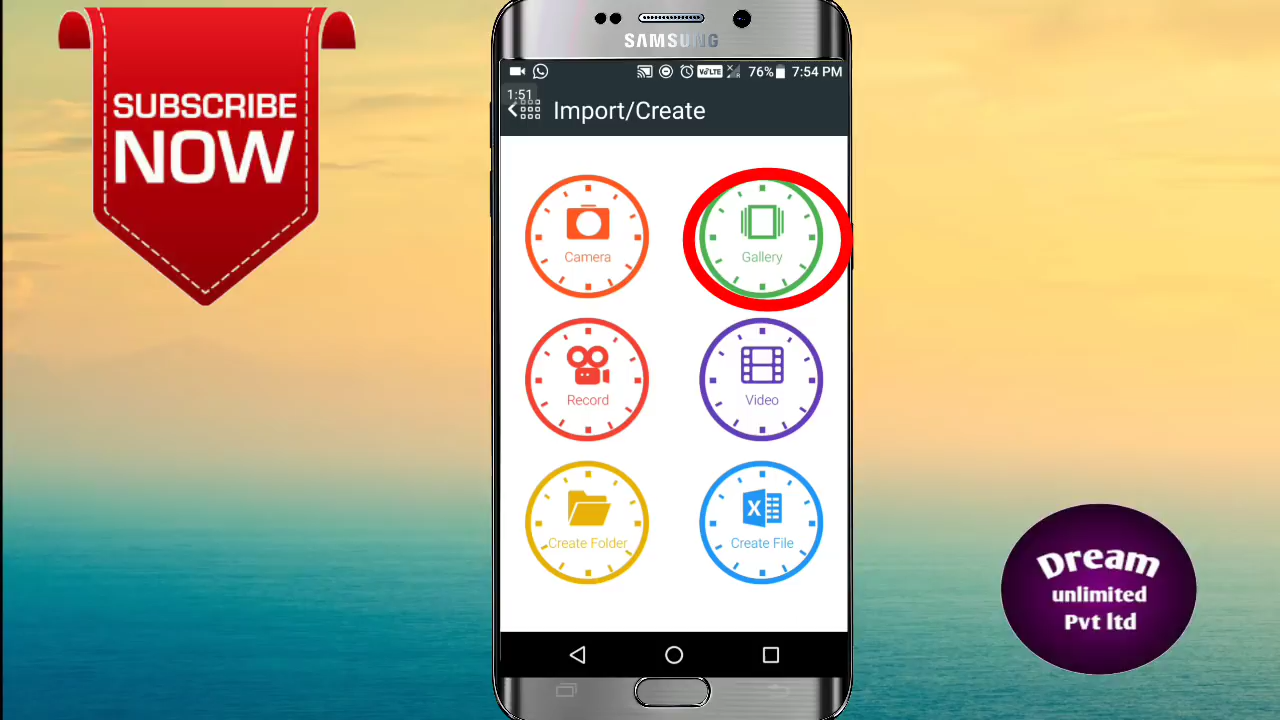 SUBSCRIBE
NOW
SAMSUNG
VoLTE
76%
7:54 PM
1:51
Import/Create
Camera
Gallery
Record
Video
Create Folder
X
Create File
Dream
unlimited
Pvt ltd